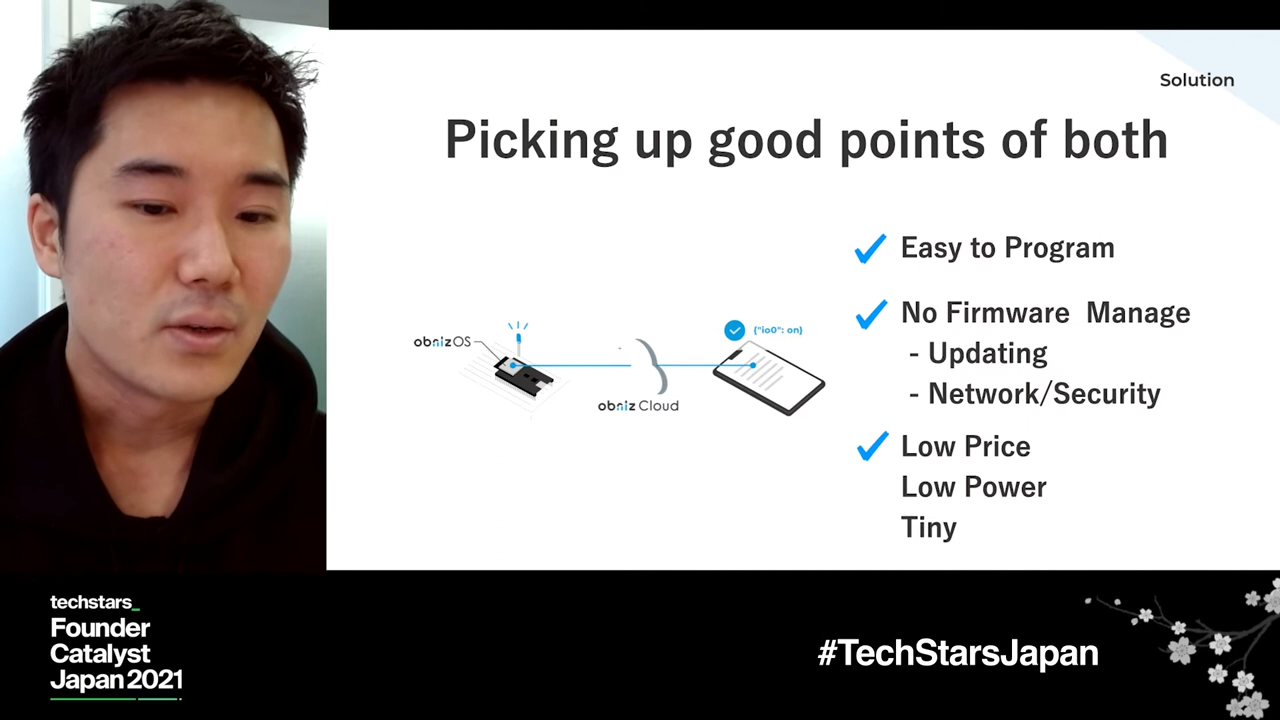 Solution
Picking up good points of both
Easy to Program
No Firmware Manage
- Updating
- Network/Security
Low Price
Low Power
Tiny
obnizOS
{"io0": on}
obniz Cloud
techstars_
Founder
Catalyst
Japan 2021
#TechStarsJapan